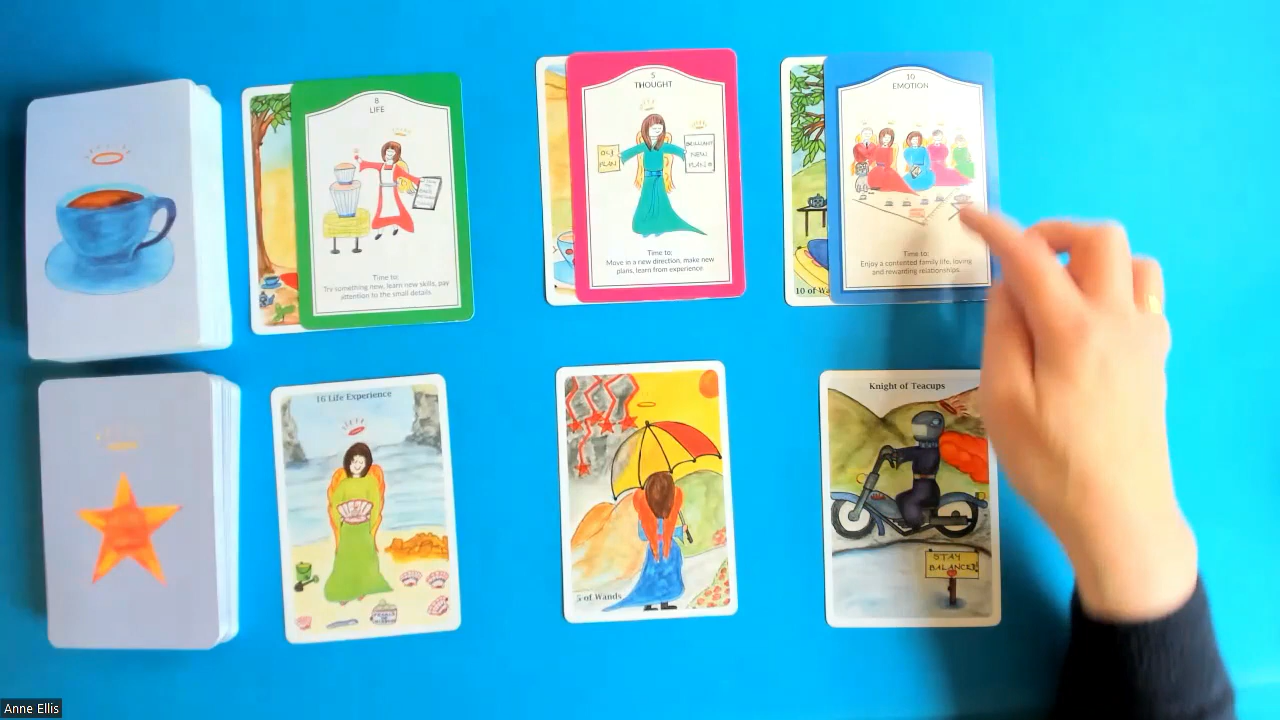 8
LIFE
Time to:
Try something new, learn new skills, pay
attention to the small details.
5
THOUGHT
OLD
PLAN
BRILLIANT
NEW
PLAN
Time to:
Move in a new direction, make new
plans, learn from experience
10 of Wa
10
EMOTION
Time to:
Enjoy a contented family life, loving
and rewarding relationships
16 Life Experience
5 of Wands
Knight of Teacups
STAY
BALANCED
Anne Ellis